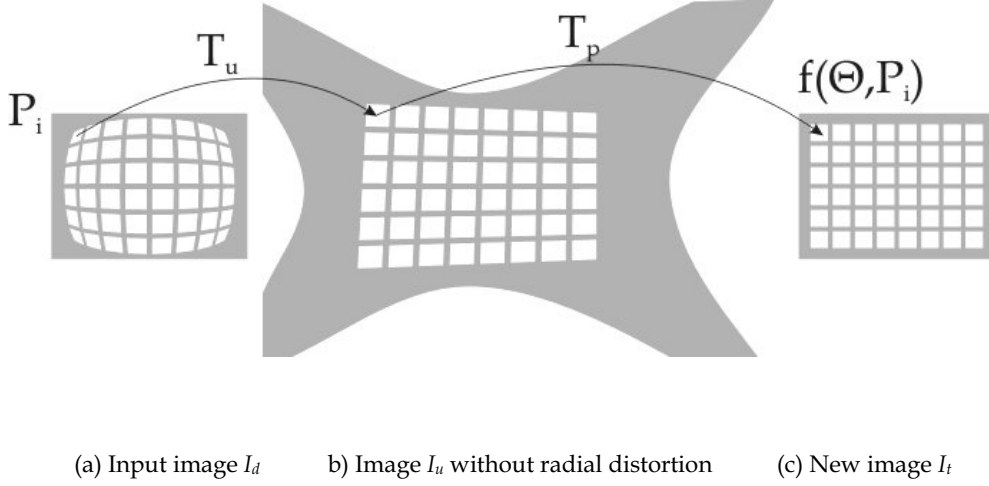 T_u
T_p
P_i
f(Θ,P_i)
(a) Input image I_d
b) Image I_u without radial distortion
(c) New image I_t